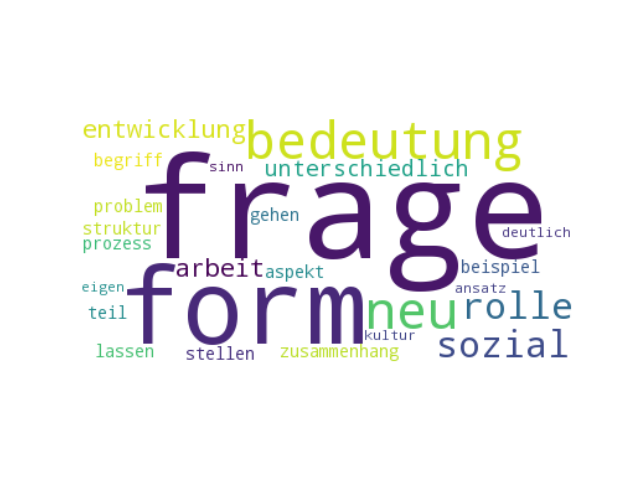 entwicklung bedeutung
begriff sinn unterschiedlich
frage
problem gehen
struktur deutlich
prozess
arbeit aspekt beispiel
eigen form ansatz
teil neu rolle
kultur
lassen stellen zusammenhang sozial